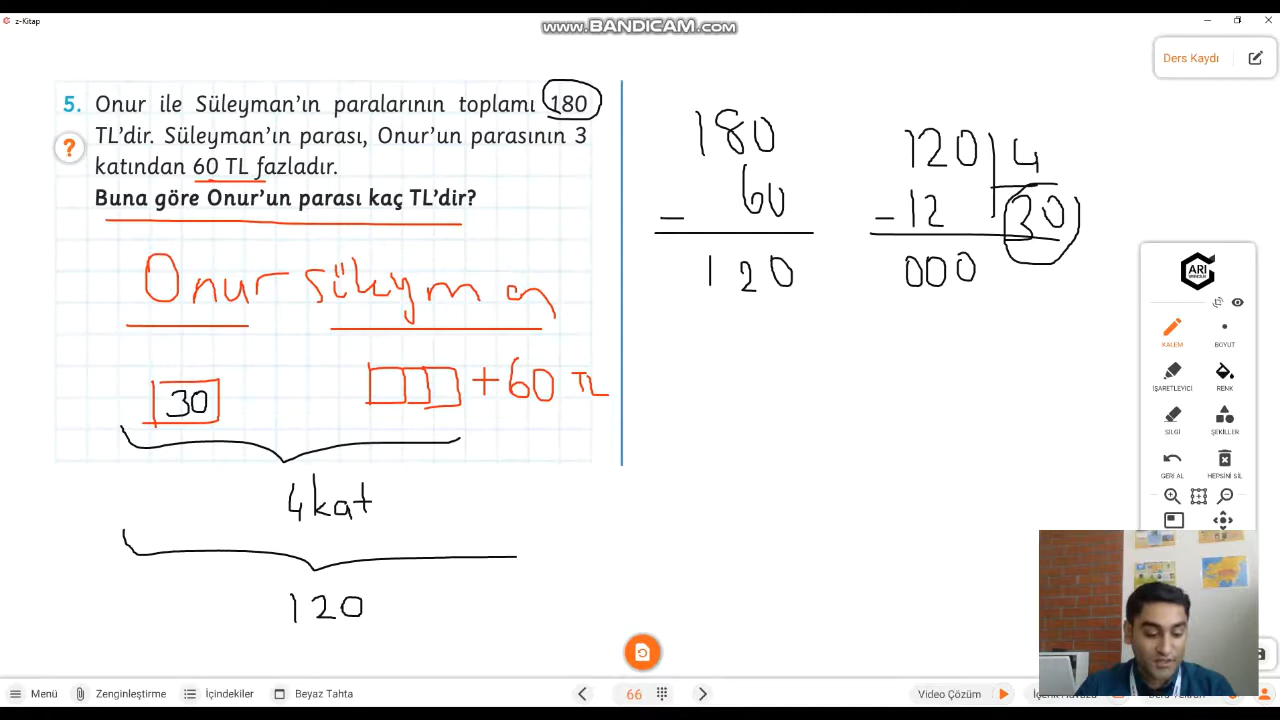 z-Kitap
www.BANDICAM.com
Ders Kaydı
5. Onur ile Süleyman'ın paralarının toplamı 180
TL'dir. Süleyman'ın parası, Onur'un parasının 3
? katından 60 TL fazladır.
Buna göre Onur'un parası kaç TL'dir?
Onur süleyman
30
+ 60 TL
4 kat
120
180
60
−
120
120 4
− 12 30
000
ARI
KALEM BOYUT
İŞARETLEYİCİ RENK
SİLGİ ŞEKİLLER
GERİ AL HEPSİNİ SİL
Menü Zenginleştirme İçindekiler Beyaz Tahta 66 Video Çözüm